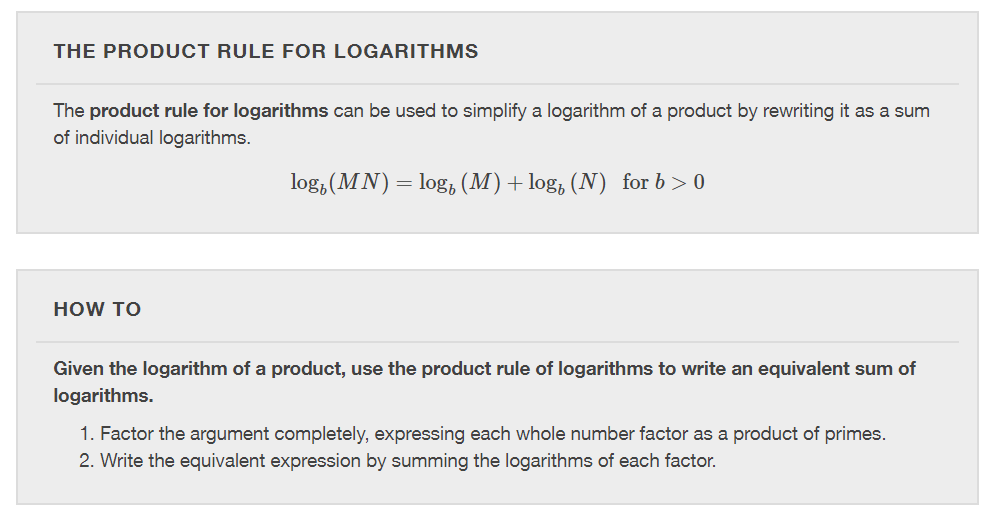 THE PRODUCT RULE FOR LOGARITHMS
The product rule for logarithms can be used to simplify a logarithm of a product by rewriting it as a sum
of individual logarithms.
log_b(MN) = log_b (M) + log_b (N) for b > 0
HOW TO
Given the logarithm of a product, use the product rule of logarithms to write an equivalent sum of
logarithms.
1. Factor the argument completely, expressing each whole number factor as a product of primes.
2. Write the equivalent expression by summing the logarithms of each factor.